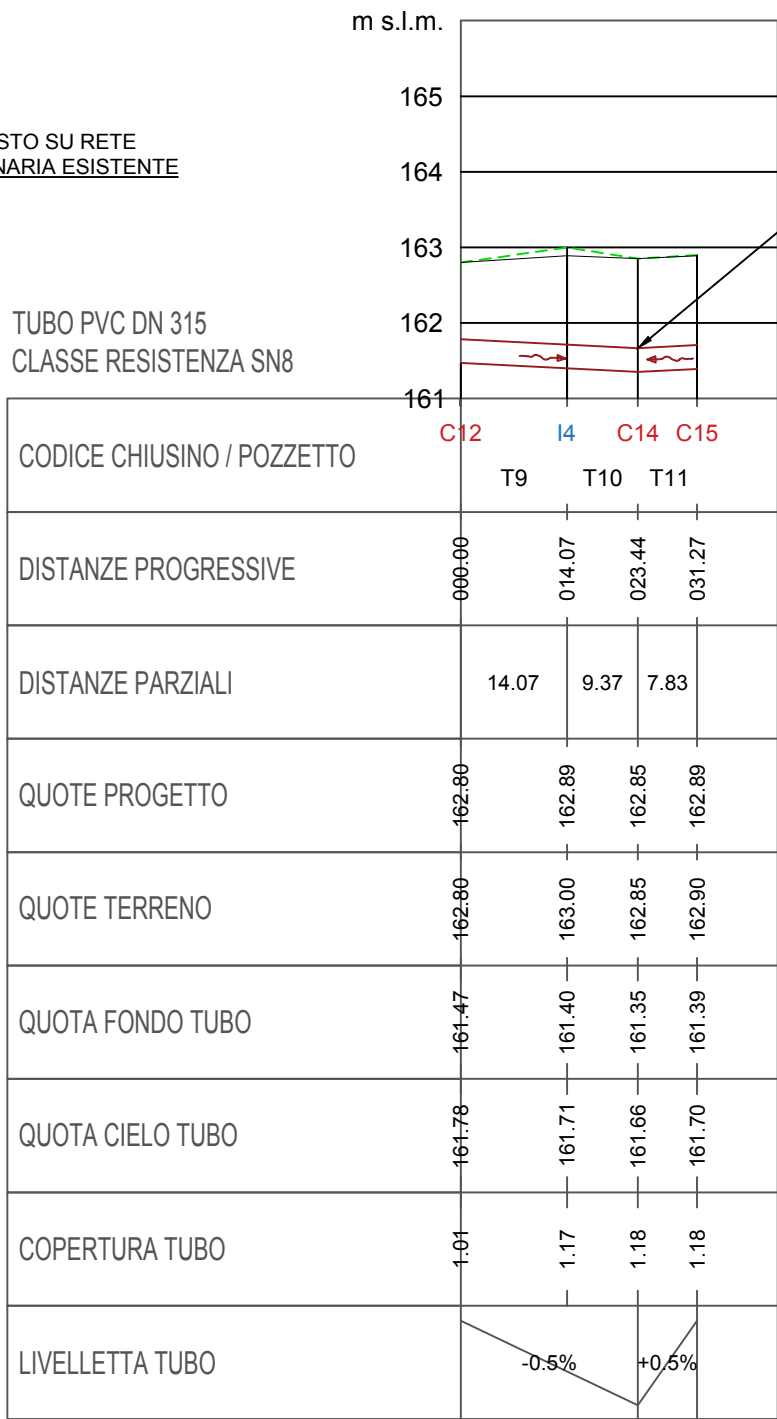 m s.l.m.
165
STO SU RETE
NARIA ESISTENTE
164
163
TUBO PVC DN 315
CLASSE RESISTENZA SN8
162
161
CODICE CHIUSINO / POZZETTO
C12 I4 C14 C15
T9 T10 T11
DISTANZE PROGRESSIVE
000.00 014.07 023.44 031.27
DISTANZE PARZIALI
14.07 9.37 7.83
QUOTE PROGETTO
162.80 162.89 162.85 162.89
QUOTE TERRENO
162.80 163.00 162.85 162.90
QUOTA FONDO TUBO
161.47 161.40 161.35 161.39
QUOTA CIELO TUBO
161.78 161.71 161.66 161.70
COPERTURA TUBO
1.01 1.17 1.18 1.18
LIVELLETTA TUBO
-0.5% +0.5%